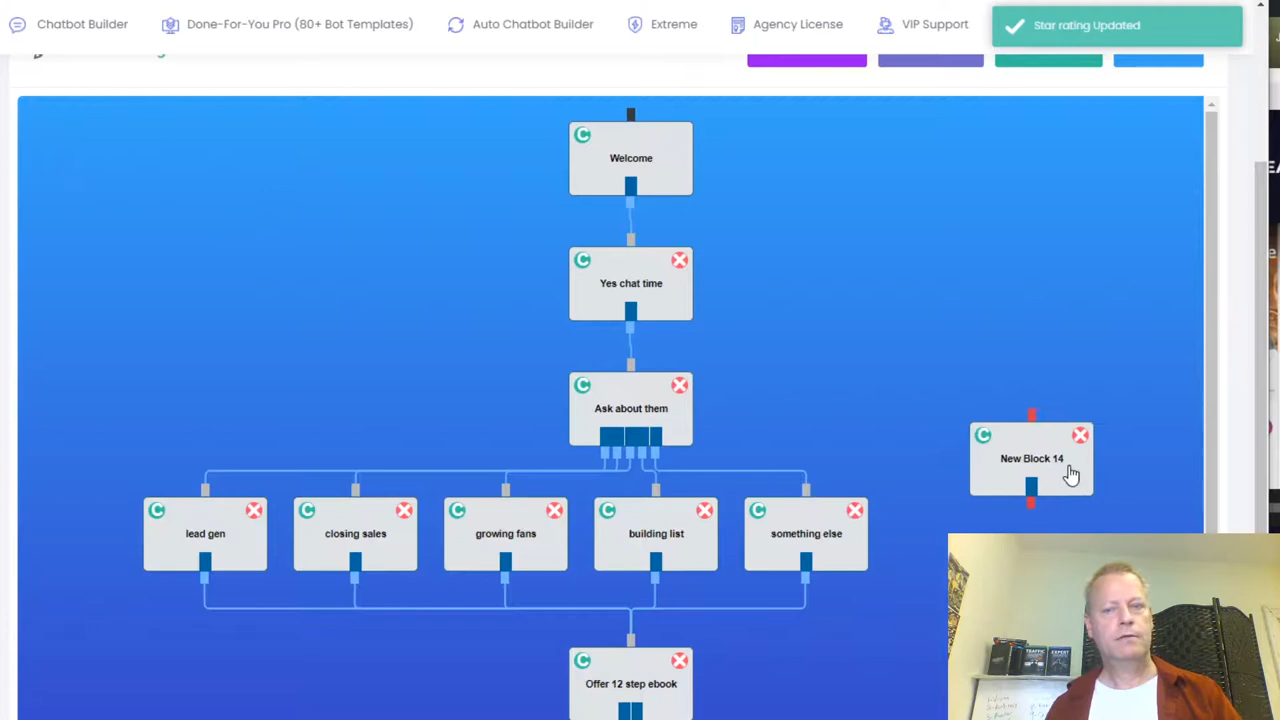 Chatbot Builder
Done-For-You Pro (80+ Bot Templates)
Auto Chatbot Builder
Extreme
Agency License
VIP Support
Star rating Updated
Welcome
Yes chat time
Ask about them
New Block 14
lead gen
closing sales
growing fans
building list
something else
Offer 12 step ebook
TRAFFIC
EXPERT